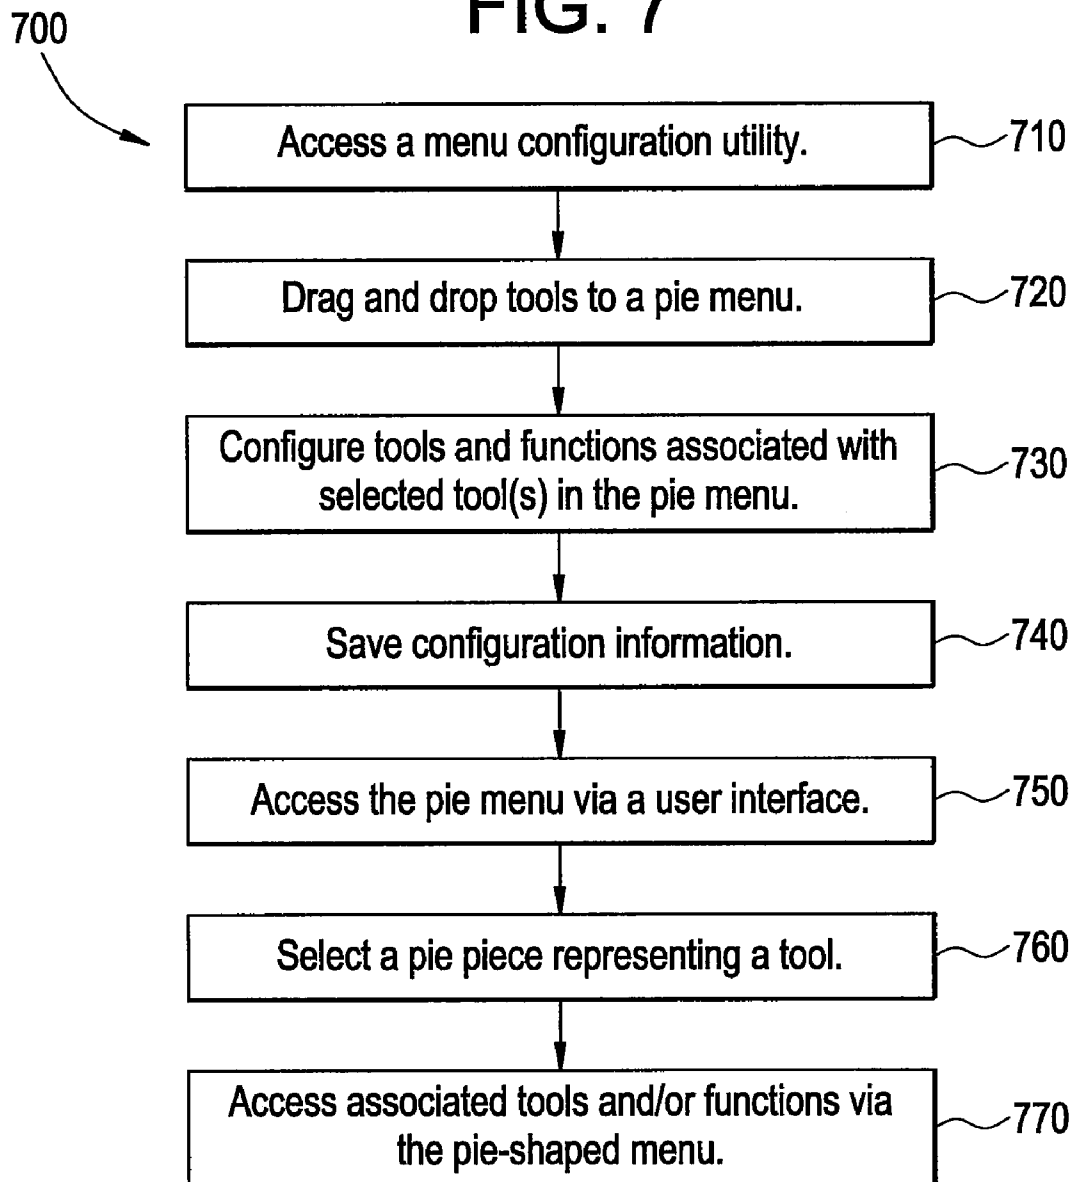 FIG. 7
700
Access a menu configuration utility.
710
Drag and drop tools to a pie menu.
720
Configure tools and functions associated with
selected tool(s) in the pie menu.
730
Save configuration information.
740
Access the pie menu via a user interface.
750
Select a pie piece representing a tool.
760
Access associated tools and/or functions via
the pie-shaped menu.
770